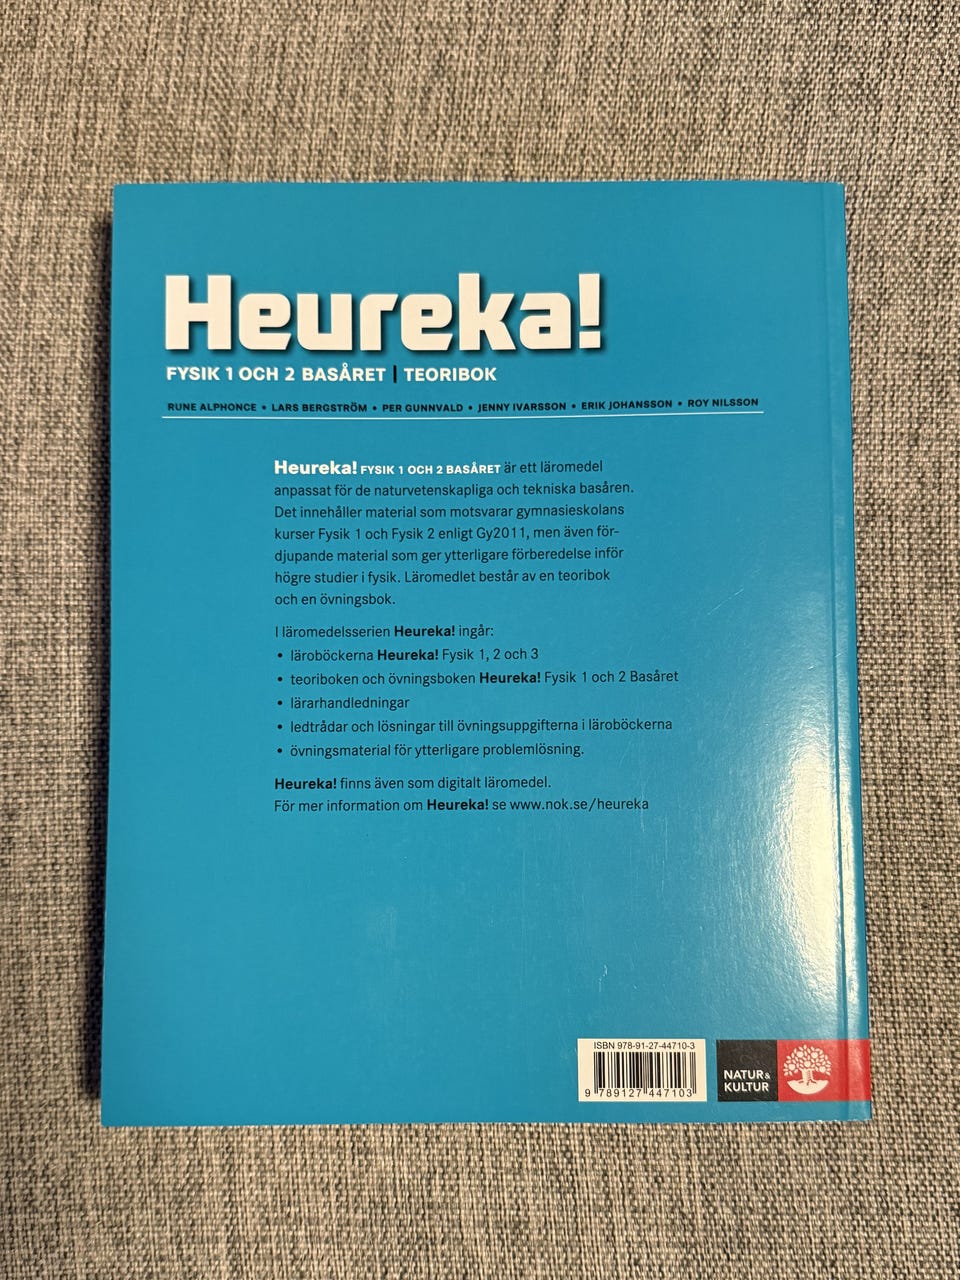 Heureka!
FYSIK 1 OCH 2 BASÅRET | TEORIBOK
RUNE ALPHONCE • LARS BERGSTRÖM • PER GUNNVALD • JENNY IVARSSON • ERIK JOHANSSON • ROY NILSSON
Heureka! FYSIK 1 OCH 2 BASÅRET är ett läromedel
anpassat för de naturvetenskapliga och tekniska basåren.
Det innehåller material som motsvarar gymnasieskolans
kurser Fysik 1 och Fysik 2 enligt Gy2011, men även för-
djupande material som ger ytterligare förberedelse inför
högre studier i fysik. Läromedlet består av en teoribok
och en övningsbok.
I läromedelsserien Heureka! ingår:
• läroböckerna Heureka! Fysik 1, 2 och 3
• teoriboken och övningsboken Heureka! Fysik 1 och 2 Basåret
• lärarhandledningar
• ledtrådar och lösningar till övningsuppgifterna i läroböckerna
• övningsmaterial för ytterligare problemlösning.
Heureka! finns även som digitalt läromedel.
För mer information om Heureka! se www.nok.se/heureka
ISBN 978-91-27-44710-3
9 789127 447103
NATUR &
KULTUR